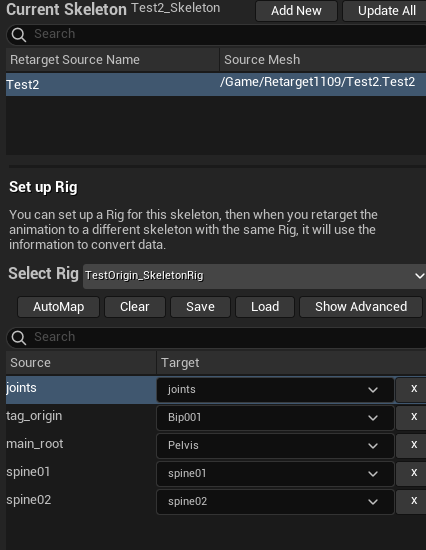 Current Skeleton Test2_Skeleton Add New Update All
Search
Retarget Source Name Source Mesh
Test2 /Game/Retarget1109/Test2.Test2
Set up Rig
You can set up a Rig for this skeleton, then when you retarget the
animation to a different skeleton with the same Rig, it will use the
information to convert data.
Select Rig TestOrigin_SkeletonRig
AutoMap Clear Save Load Show Advanced
Search
Source Target
joints joints x
tag_origin Bip001 x
main_root Pelvis x
spine01 spine01 x
spine02 spine02 x